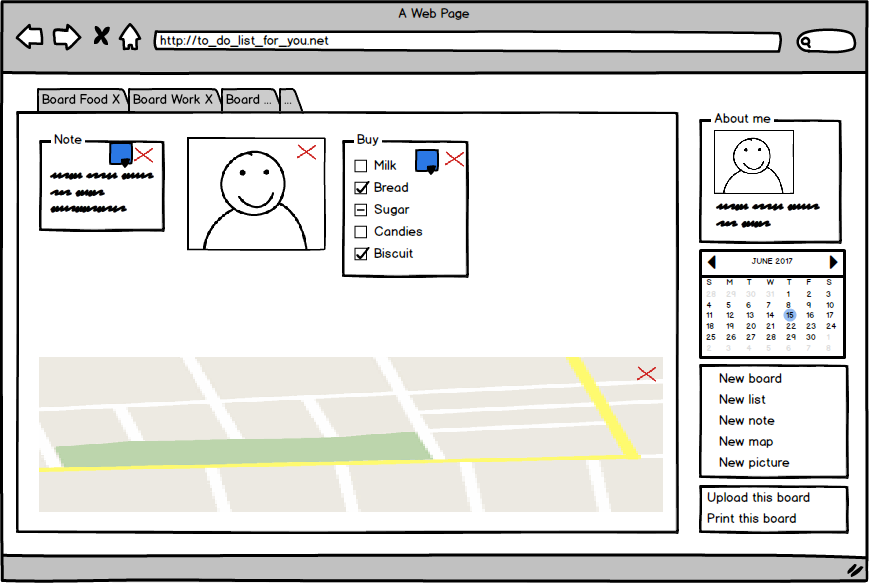 A Web Page
http://to_do_list_for_you.net
Board Food X
Board Work X
Board ...
...
Note
Buy
Milk
Bread
Sugar
Candies
Biscuit
About me
JUNE 2017
S M T W T F S
28 29 30 31 1 2 3
4 5 6 7 8 9 10
11 12 13 14 15 16 17
18 19 20 21 22 23 24
25 26 27 28 29 30 1
2 3 4 5 6 7 8
New board
New list
New note
New map
New picture
Upload this board
Print this board